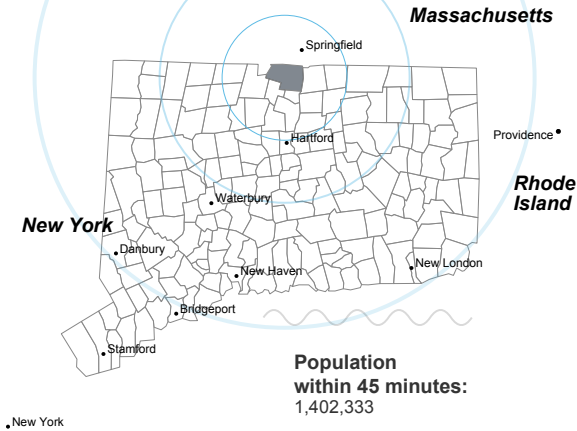 Massachusetts
Springfield
Hartford
Providence
Rhode
Island
Waterbury
New York
Danbury
New Haven
New London
Bridgeport
Stamford
Population
within 45 minutes:
1,402,333
New York